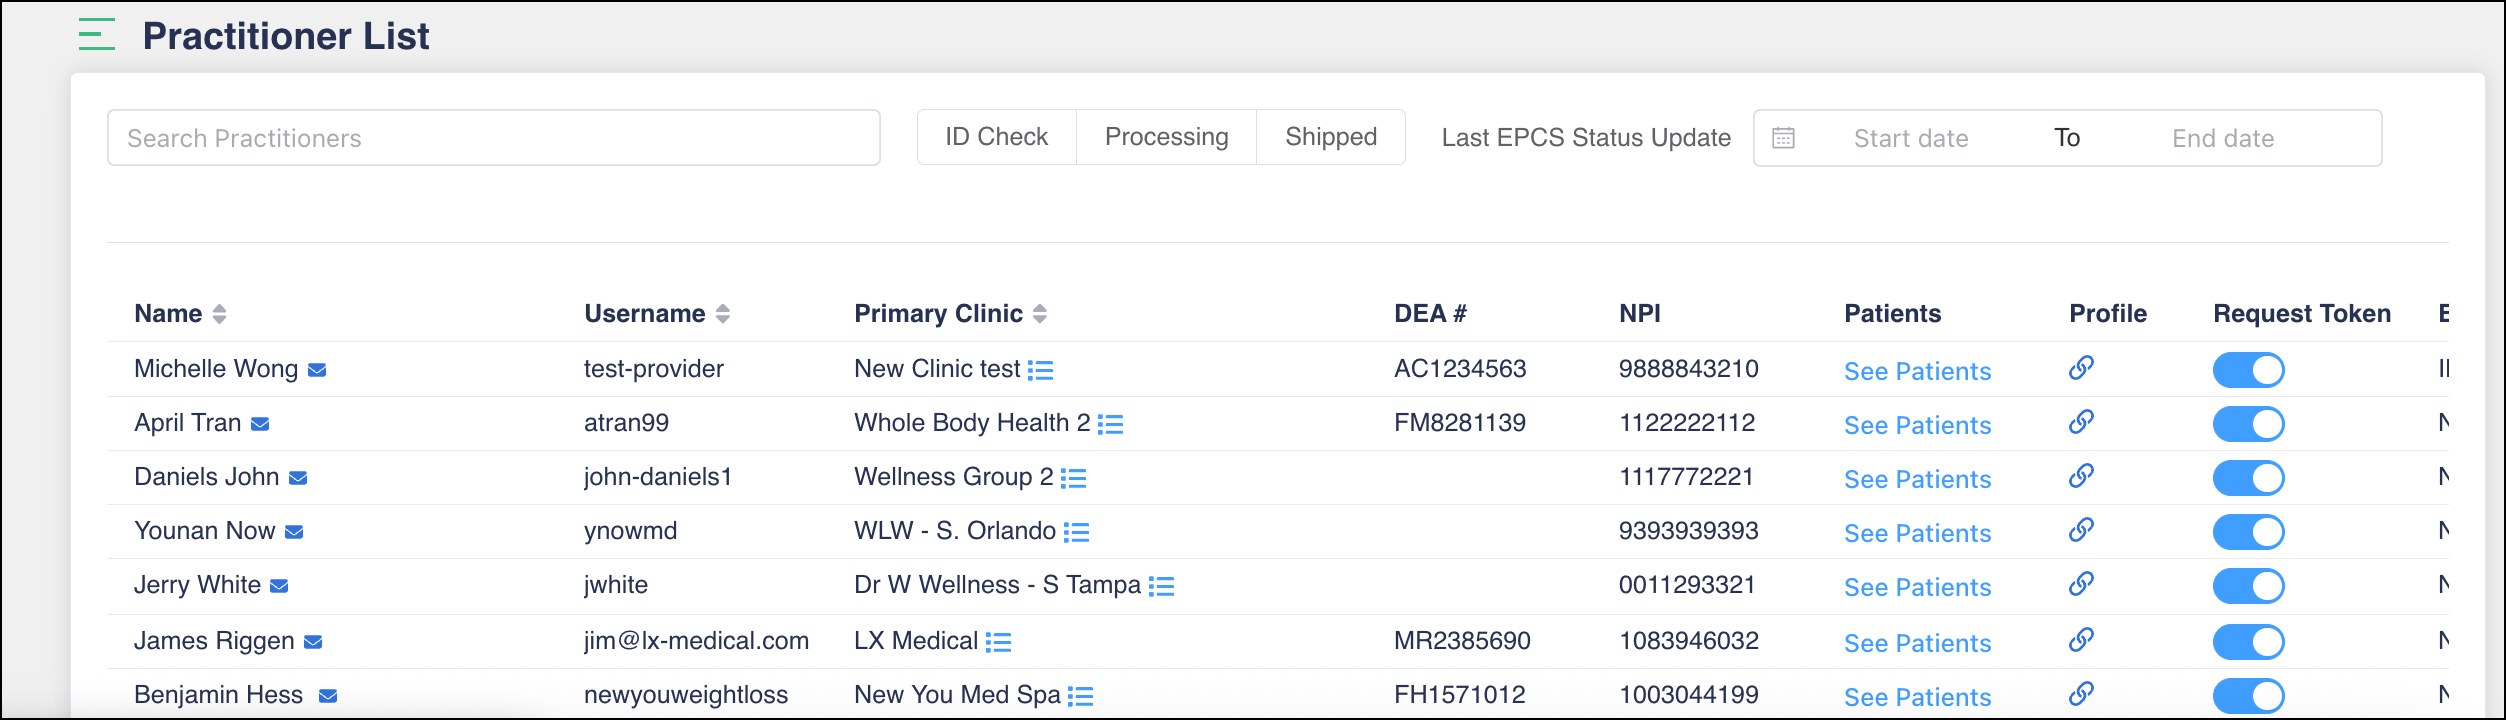 Practitioner List
Search Practitioners ID Check Processing Shipped Last EPCS Status Update Start date To End date
Name Username Primary Clinic DEA # NPI Patients Profile Request Token
Michelle Wong test-provider New Clinic test AC1234563 9888843210 See Patients
April Tran atran99 Whole Body Health 2 FM8281139 1122222112 See Patients
Daniels John john-daniels1 Wellness Group 2 1117772221 See Patients
Younan Now ynowmd WLW - S. Orlando 9393939393 See Patients
Jerry White jwhite Dr W Wellness - S Tampa 0011293321 See Patients
James Riggen jim@lx-medical.com LX Medical MR2385690 1083946032 See Patients
Benjamin Hess newyouweightloss New You Med Spa FH1571012 1003044199 See Patients